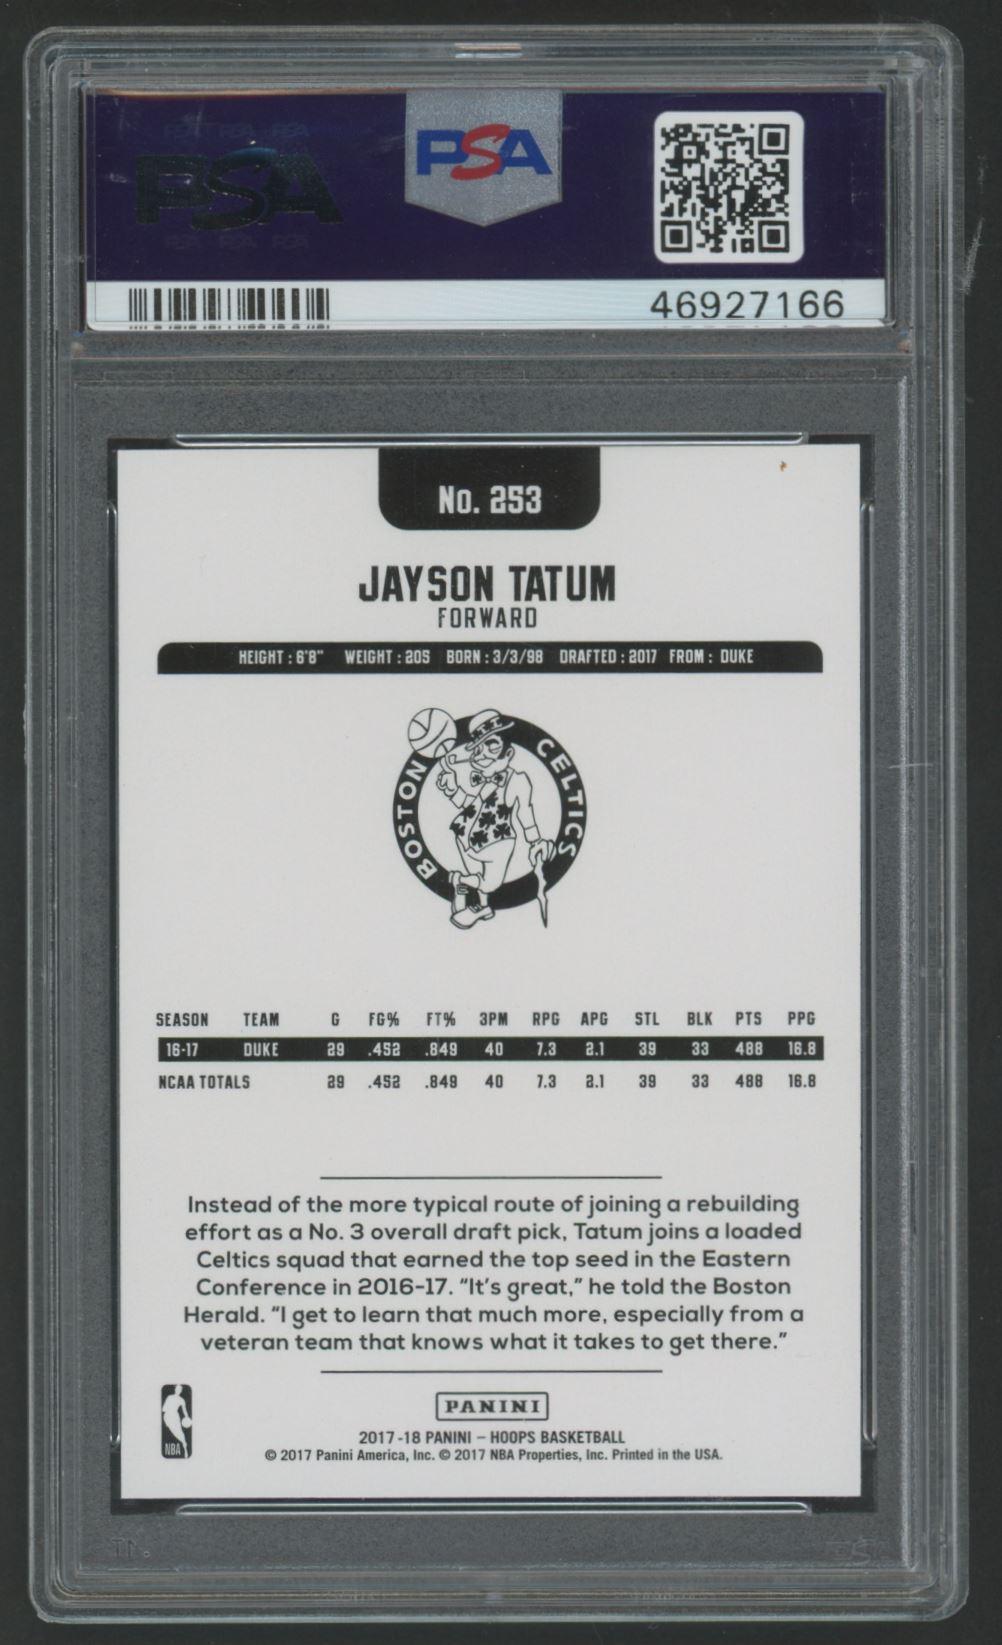 PSA PSA PSA
PSA
PSA PSA PSA
PSA
46927166
No. 253
JAYSON TATUM
FORWARD
HEIGHT : 6'8" WEIGHT : 205 BORN : 3/3/98 DRAFTED : 2017 FROM : DUKE
BOSTON CELTICS
SEASON TEAM G FG% FT% 3PM RPG APG STL BLK PTS PPG
16-17 DUKE 29 .452 .849 40 7.3 2.1 39 33 488 16.8
NCAA TOTALS 29 .452 .849 40 7.3 2.1 39 33 488 16.8
Instead of the more typical route of joining a rebuilding
effort as a No. 3 overall draft pick, Tatum joins a loaded
Celtics squad that earned the top seed in the Eastern
Conference in 2016-17. “It’s great,” he told the Boston
Herald. “I get to learn that much more, especially from a
veteran team that knows what it takes to get there.”
PANINI
NBA
2017-18 PANINI – HOOPS BASKETBALL
© 2017 Panini America, Inc. © 2017 NBA Properties, Inc. Printed in the USA.